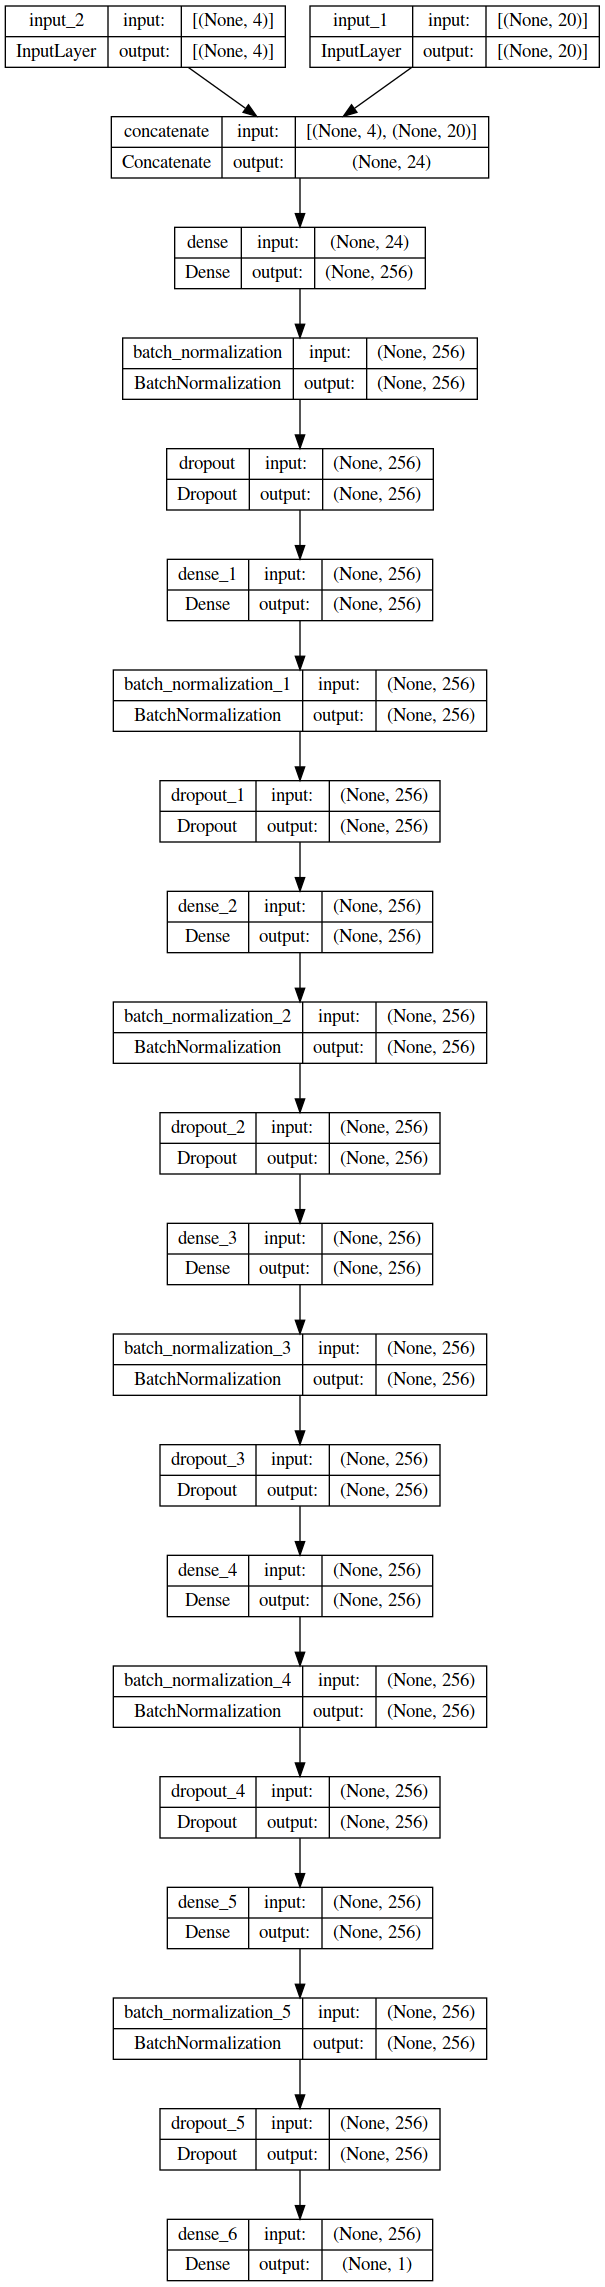 input_2 input: [(None, 4)] input_1 input: [(None, 20)]
InputLayer output: [(None, 4)] InputLayer output: [(None, 20)]
concatenate input: [(None, 4), (None, 20)]
Concatenate output: (None, 24)
dense input: (None, 24)
Dense output: (None, 256)
batch_normalization input: (None, 256)
BatchNormalization output: (None, 256)
dropout input: (None, 256)
Dropout output: (None, 256)
dense_1 input: (None, 256)
Dense output: (None, 256)
batch_normalization_1 input: (None, 256)
BatchNormalization output: (None, 256)
dropout_1 input: (None, 256)
Dropout output: (None, 256)
dense_2 input: (None, 256)
Dense output: (None, 256)
batch_normalization_2 input: (None, 256)
BatchNormalization output: (None, 256)
dropout_2 input: (None, 256)
Dropout output: (None, 256)
dense_3 input: (None, 256)
Dense output: (None, 256)
batch_normalization_3 input: (None, 256)
BatchNormalization output: (None, 256)
dropout_3 input: (None, 256)
Dropout output: (None, 256)
dense_4 input: (None, 256)
Dense output: (None, 256)
batch_normalization_4 input: (None, 256)
BatchNormalization output: (None, 256)
dropout_4 input: (None, 256)
Dropout output: (None, 256)
dense_5 input: (None, 256)
Dense output: (None, 256)
batch_normalization_5 input: (None, 256)
BatchNormalization output: (None, 256)
dropout_5 input: (None, 256)
Dropout output: (None, 256)
dense_6 input: (None, 256)
Dense output: (None, 1)